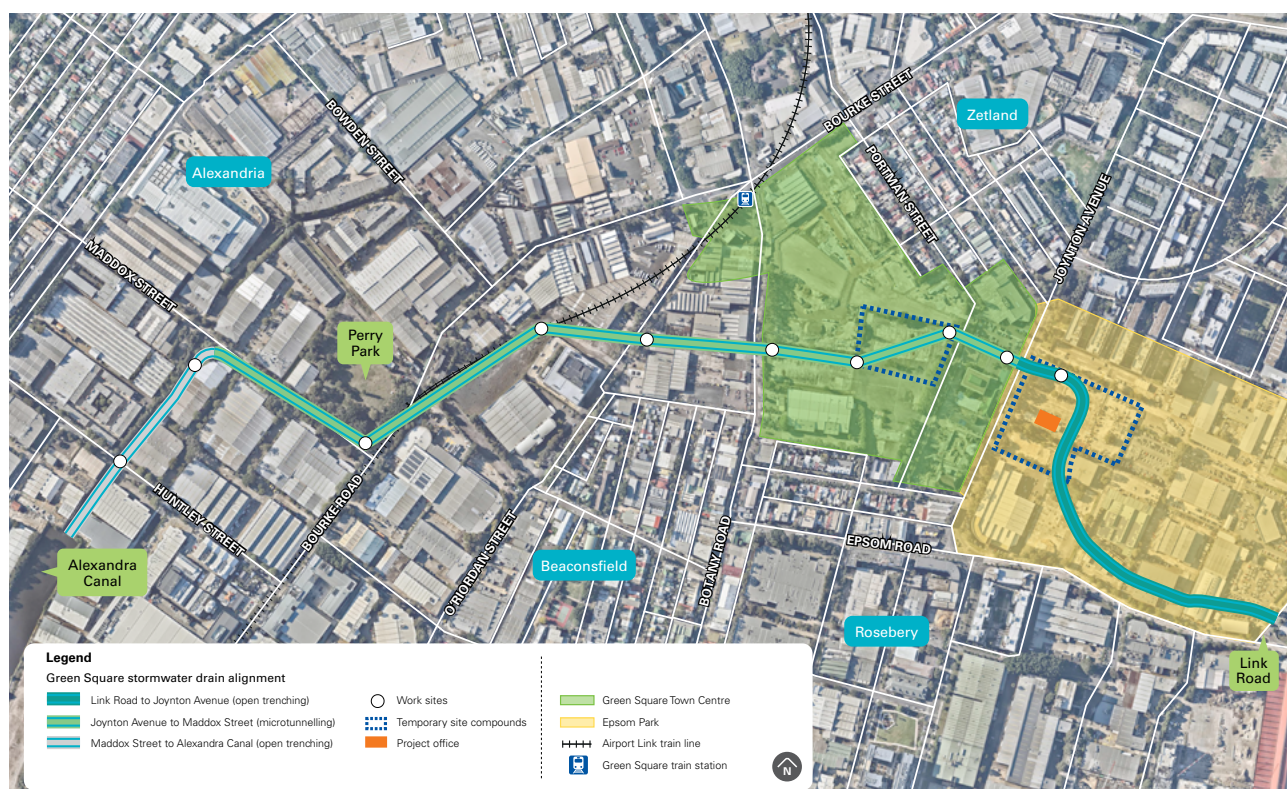 BOURKE STREET
Zetland
BOWDEN STREET
Alexandria
PORTMAN STREET
JOYNTON AVENUE
MADDOX STREET
Perry
Park
HUNTLEY STREET
BOURKE ROAD
O'RIORDAN STREET
BOTANY ROAD
EPSOM ROAD
Alexandra
Canal
Beaconsfield
Rosebery
Link
Road
Legend
Green Square stormwater drain alignment
Link Road to Joynton Avenue (open trenching)
Joynton Avenue to Maddox Street (microtunnelling)
Maddox Street to Alexandra Canal (open trenching)
Work sites
Temporary site compounds
Project office
Green Square Town Centre
Epsom Park
Airport Link train line
Green Square train station
N